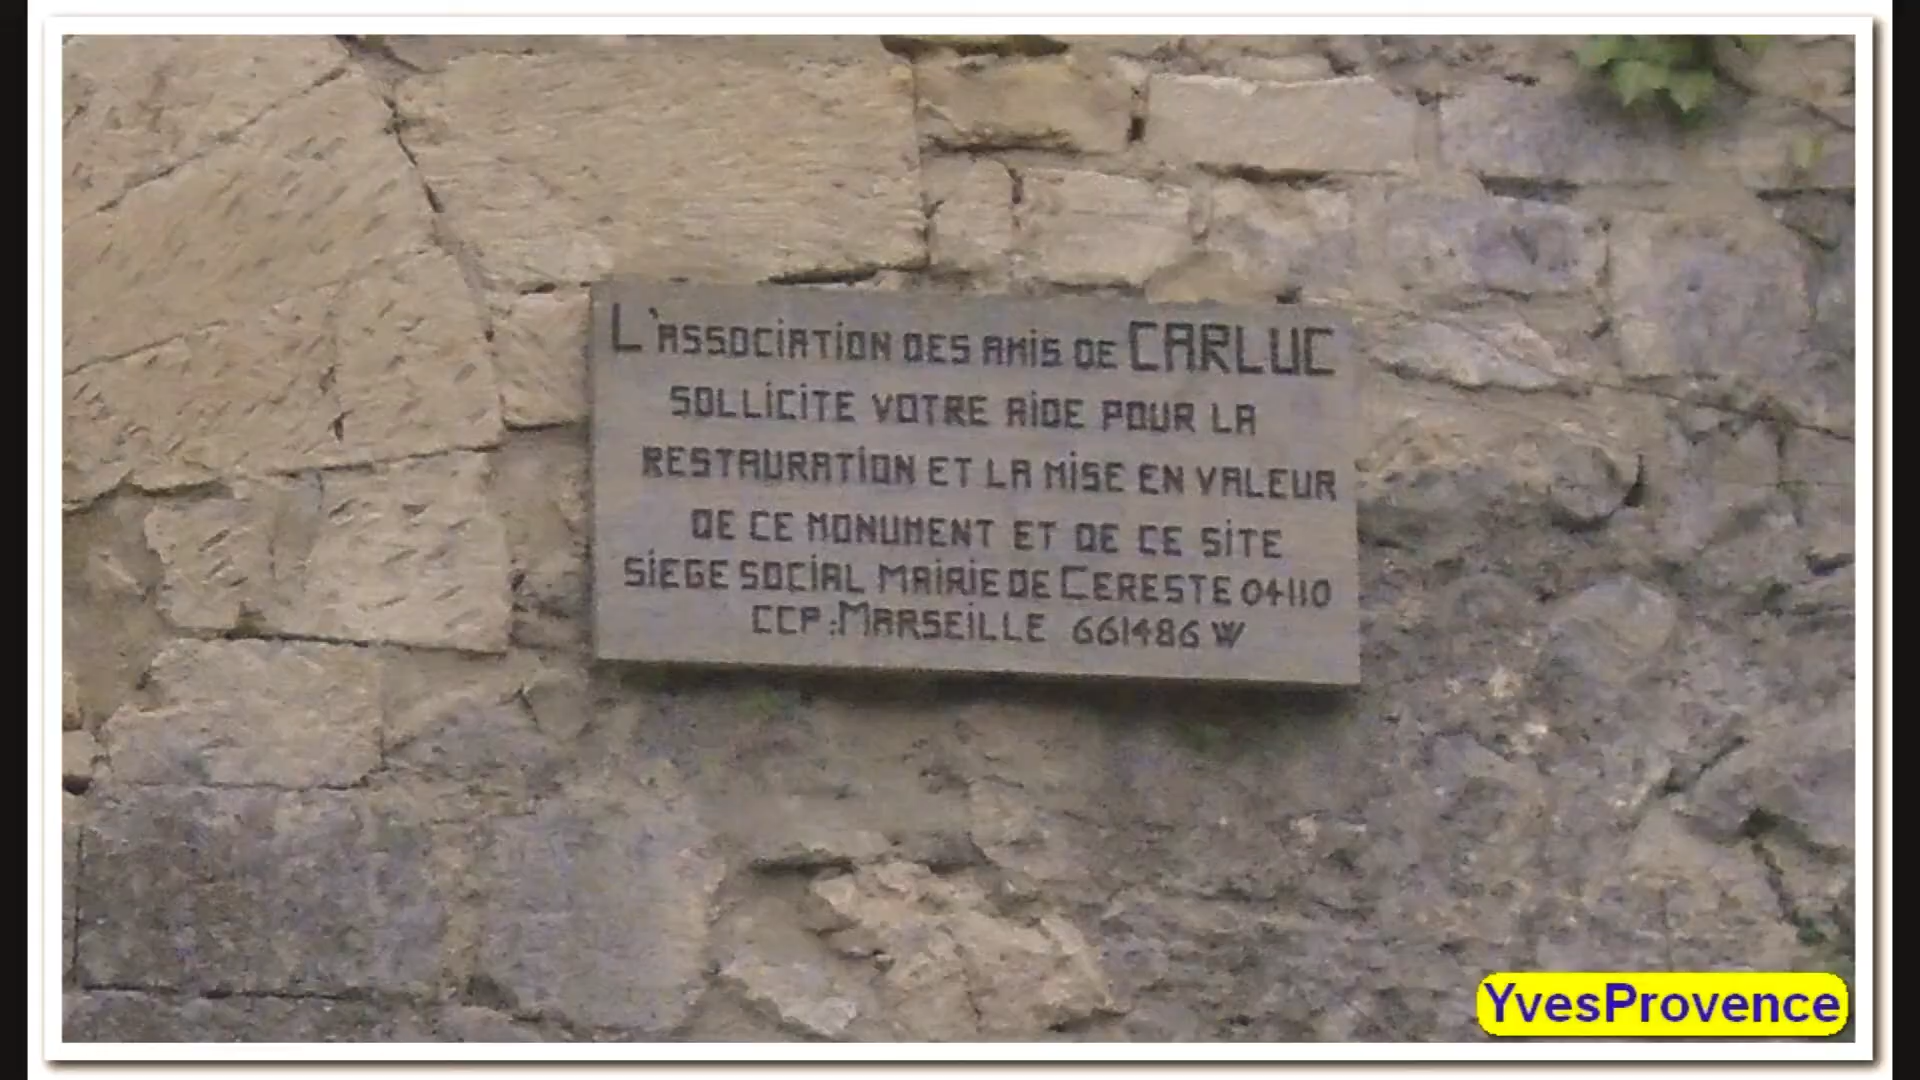 L'ASSOCIATION DES AMIS DE CARLUC
SOLLICITE VOTRE AIDE POUR LA
RESTAURATION ET LA MISE EN VALEUR
DE CE MONUMENT ET DE CE SITE
SIEGE SOCIAL MAIRIE DE CERESTE 04110
CCP: MARSEILLE 661486 W
YvesProvence